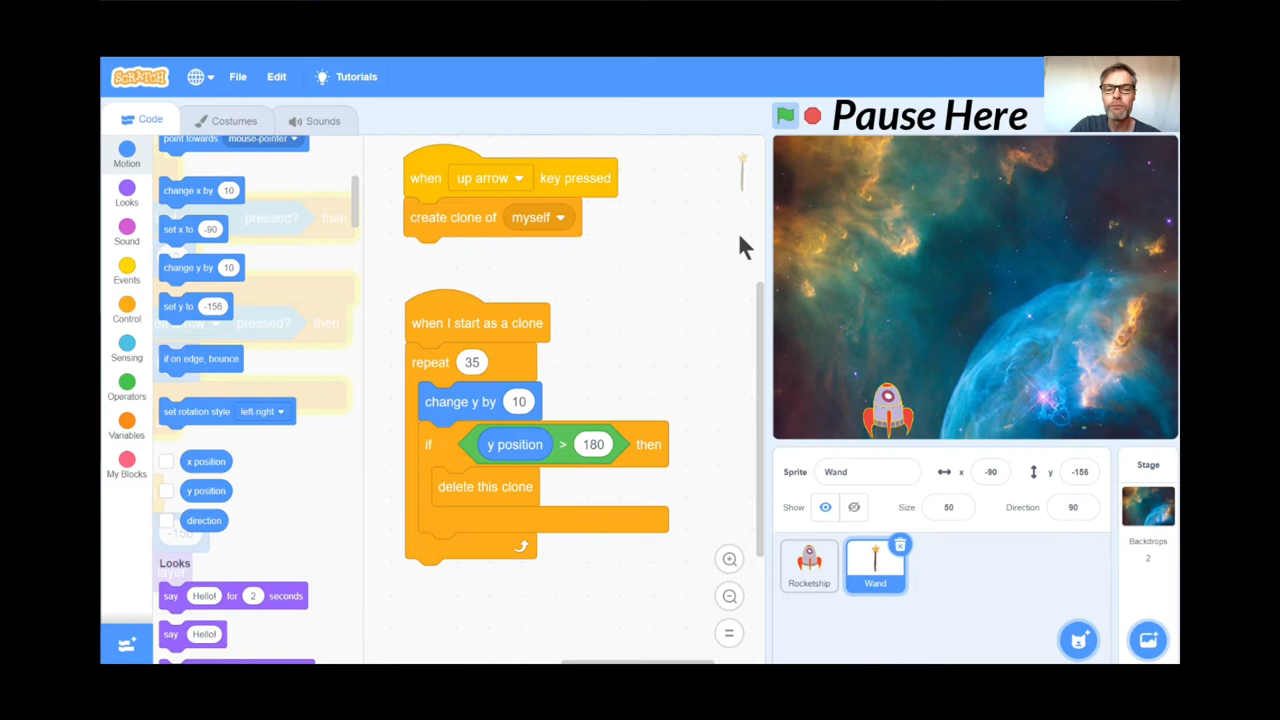 SCRATCH File Edit Tutorials
Code Costumes Sounds
Pause Here
Motion
Looks
Sound
Events
Control
Sensing
Operators
Variables
My Blocks
point towards mouse-pointer
change x by 10
set x to -90
change y by 10
set y to -156
if on edge, bounce
set rotation style left-right
x position
y position
direction
Looks
say Hello! for 2 seconds
say Hello!
pressed? then
pressed? then
when up arrow key pressed
create clone of myself
when I start as a clone
repeat 35
change y by 10
if y position > 180 then
delete this clone
Sprite Wand x -90 y -156
Show Size 50 Direction 90
Rocketship
Wand
Stage
Backdrops
2